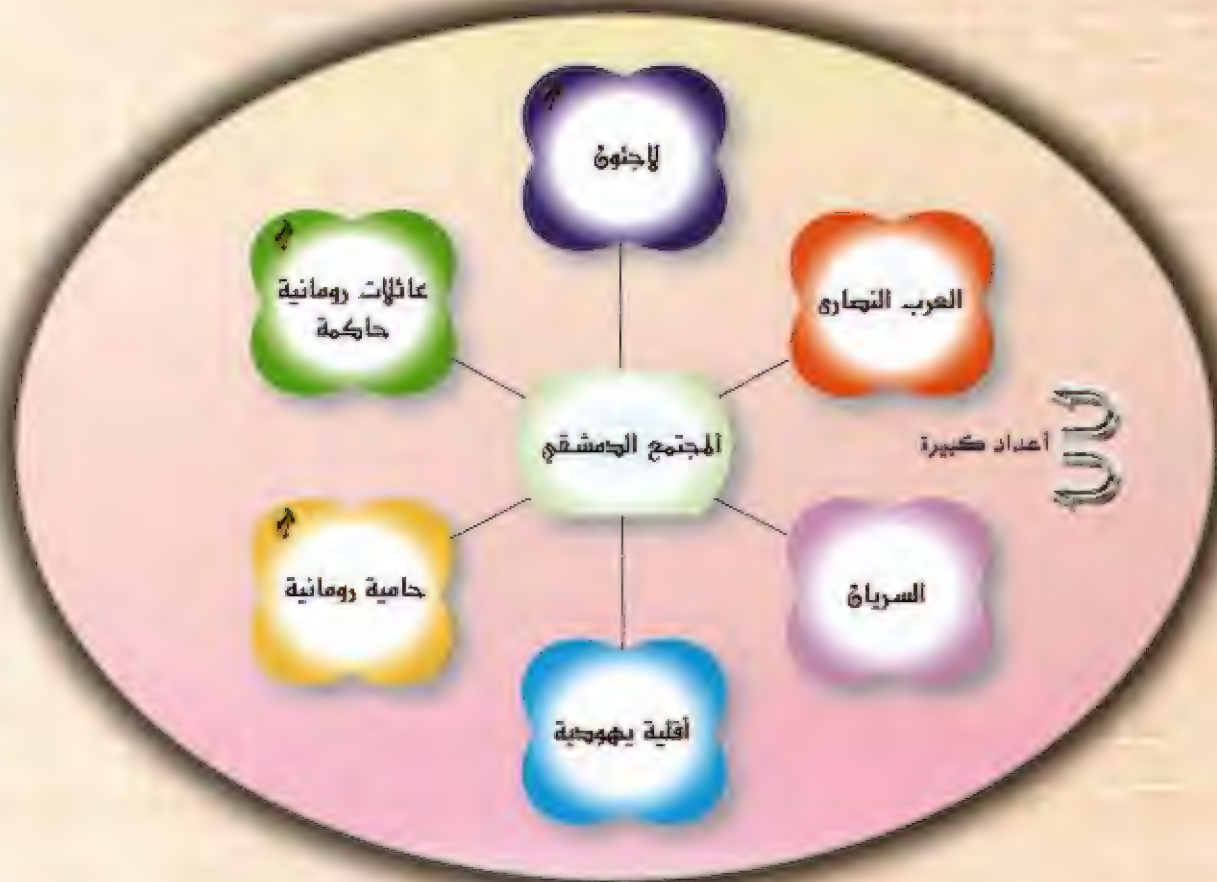 لاجئون
العرب النصارى
عائلات رومانية
حاكمة
المجتمع الدمشقي
أعداد كبيرة
السريان
حامية رومانية
أقلية يهودية